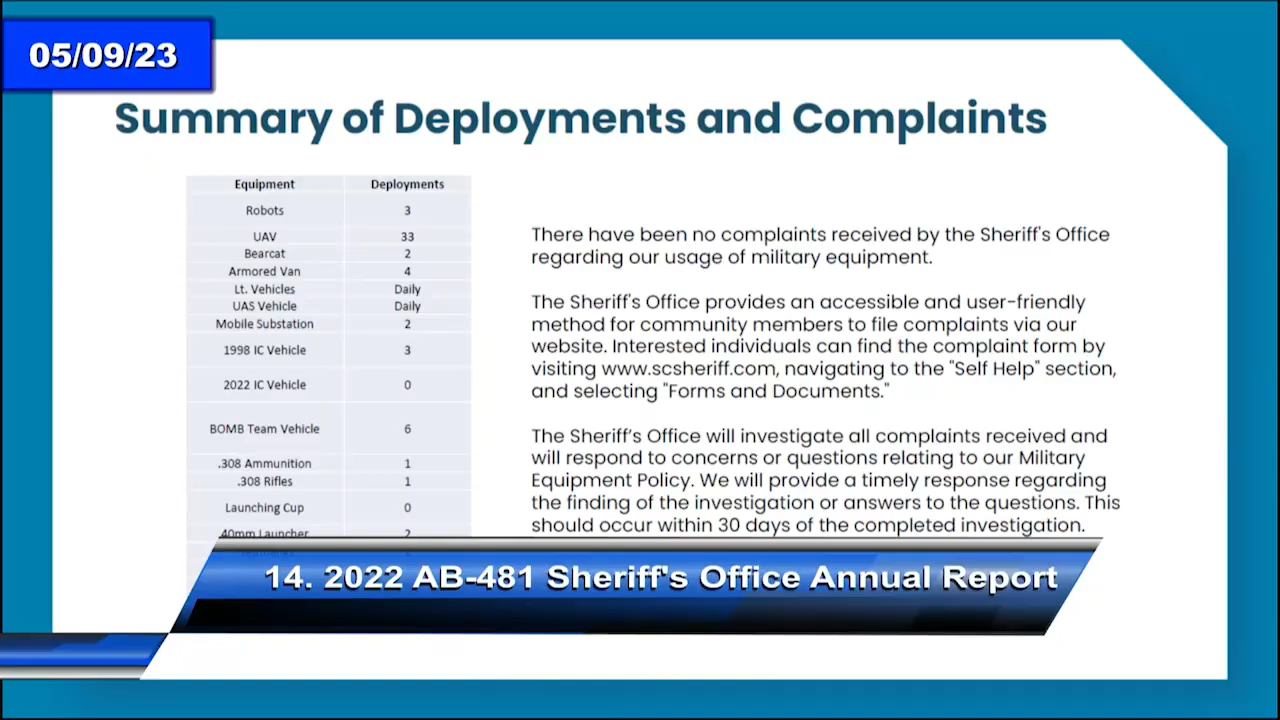 05/09/23
Summary of Deployments and Complaints
Equipment Deployments
Robots 3
UAV 33
Bearcat 2
Armored Van 4
Lt. Vehicles Daily
UAS Vehicle Daily
Mobile Substation 2
1998 IC Vehicle 3
2022 IC Vehicle 0
BOMB Team Vehicle 6
.308 Ammunition 1
.308 Rifles 1
Launching Cup 0
40mm Launcher 2
There have been no complaints received by the Sheriff's Office
regarding our usage of military equipment.
The Sheriff's Office provides an accessible and user-friendly
method for community members to file complaints via our
website. Interested individuals can find the complaint form by
visiting www.scsheriff.com, navigating to the "Self Help" section,
and selecting "Forms and Documents."
The Sheriff's Office will investigate all complaints received and
will respond to concerns or questions relating to our Military
Equipment Policy. We will provide a timely response regarding
the finding of the investigation or answers to the questions. This
should occur within 30 days of the completed investigation.
14. 2022 AB-481 Sheriff's Office Annual Report